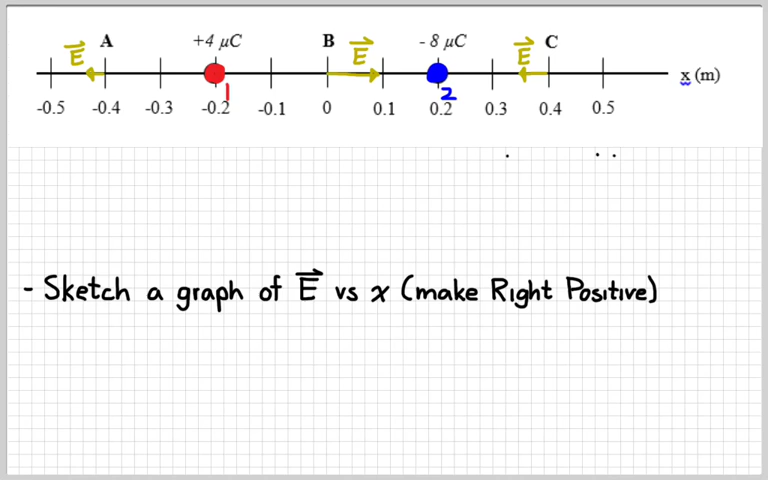 E A +4 μC B E - 8 μC E C
1 2 x (m)
-0.5 -0.4 -0.3 -0.2 -0.1 0 0.1 0.2 0.3 0.4 0.5
- Sketch a graph of E vs x (make Right Positive)